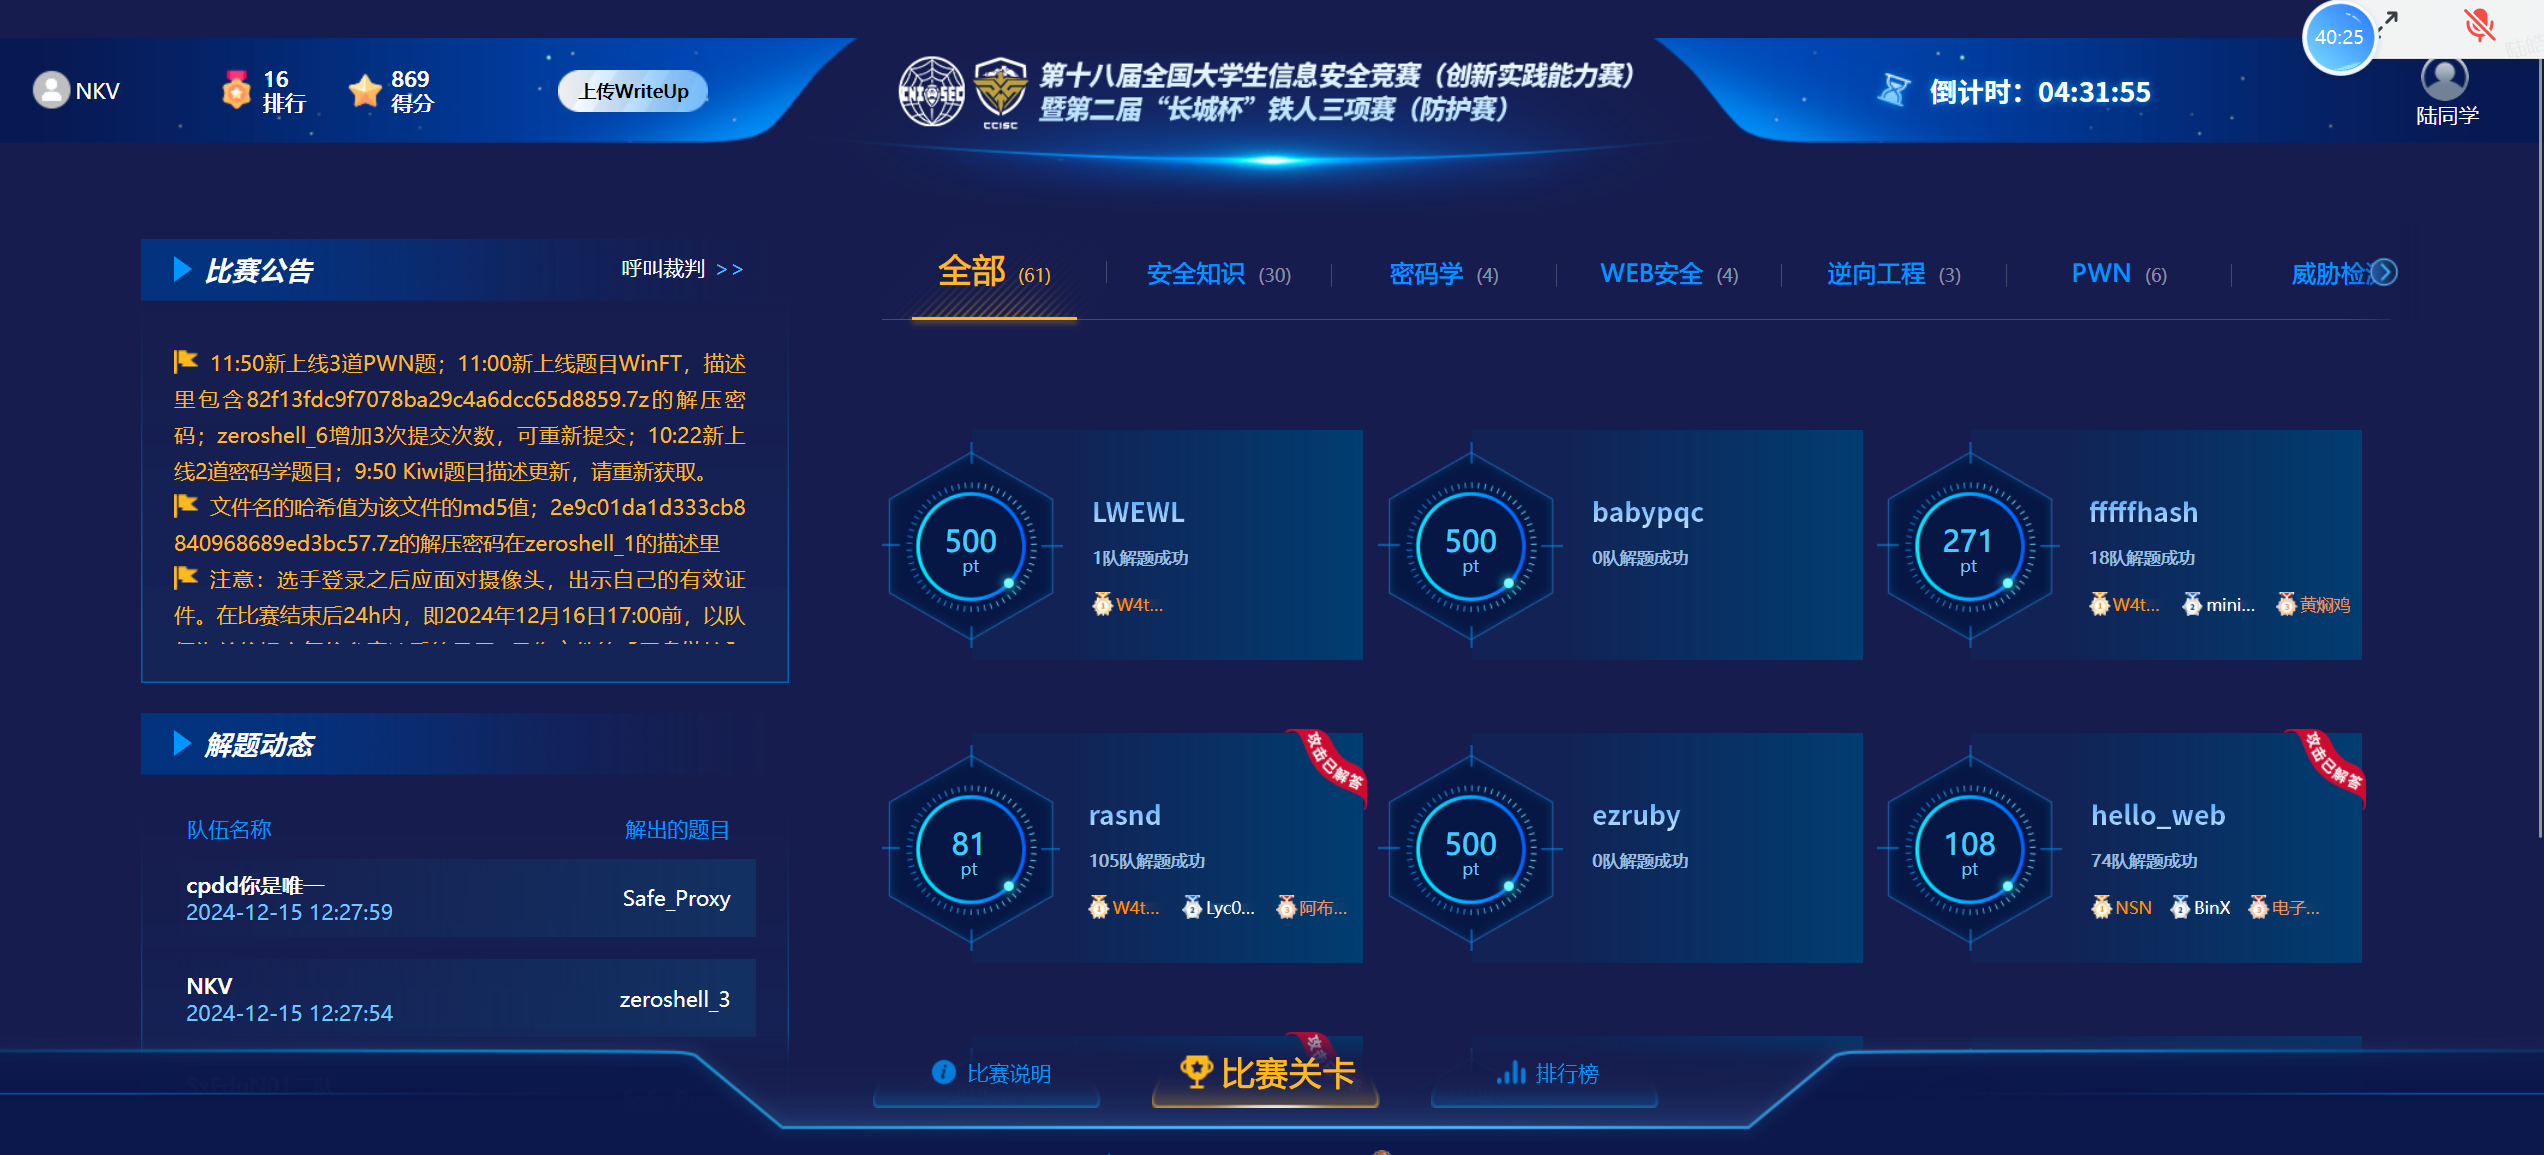 NKV
16
排行
869
得分
上传WriteUp
CNISEC
CCISC
第十八届全国大学生信息安全竞赛（创新实践能力赛）
暨第二届“长城杯”铁人三项赛（防护赛）
倒计时：04:31:55
40:25
陆同学
比赛公告
呼叫裁判 >>
11:50新上线3道PWN题；11:00新上线题目WinFT，描述
里包含82f13fdc9f7078ba29c4a6dcc65d8859.7z的解压密
码；zeroshell_6增加3次提交次数，可重新提交；10:22新上
线2道密码学题目；9:50 Kiwi题目描述更新，请重新获取。
文件名的哈希值为该文件的md5值；2e9c01da1d333cb8
840968689ed3bc57.7z的解压密码在zeroshell_1的描述里
注意：选手登录之后应面对摄像头，出示自己的有效证
件。在比赛结束后24h内，即2024年12月16日17:00前，以队
解题动态
队伍名称
解出的题目
cpdd你是唯一
2024-12-15 12:27:59
Safe_Proxy
NKV
2024-12-15 12:27:54
zeroshell_3
全部 (61)
安全知识 (30)
密码学 (4)
WEB安全 (4)
逆向工程 (3)
PWN (6)
威胁检
500
pt
LWEWL
1队解题成功
W4t...
500
pt
babypqc
0队解题成功
271
pt
fffffhash
18队解题成功
W4t...
mini...
黄焖鸡
攻击已解答
81
pt
rasnd
105队解题成功
W4t...
Lyc0...
阿布...
500
pt
ezruby
0队解题成功
攻击已解答
108
pt
hello_web
74队解题成功
NSN
BinX
电子...
比赛说明
比赛关卡
排行榜